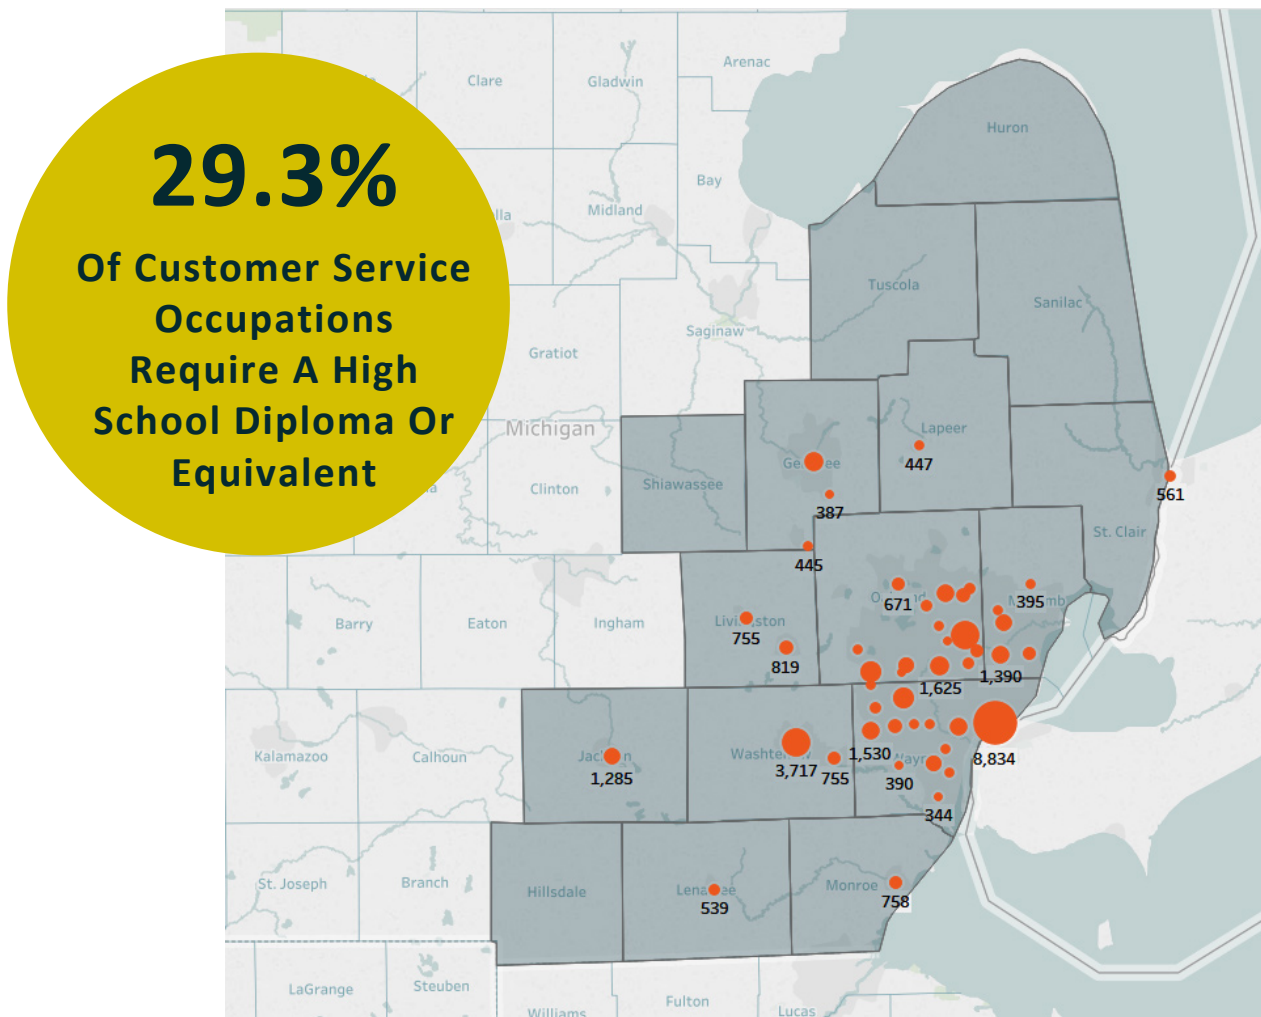 29.3%
Of Customer Service
Occupations
Require A High
School Diploma Or
Equivalent
Arenac
Clare
Gladwin
Huron
Bay
Midland
Tuscola
Sanilac
Saginaw
Gratiot
Michigan
Lapeer
447
Shiawassee
Clinton
387
561
St. Clair
445
671
395
Barry
Eaton
Ingham
755
819
1,625
1,390
Kalamazoo
Calhoun
1,285
3,717
755
1,530
390
8,834
344
St. Joseph
Branch
Hillsdale
539
Monroe
758
LaGrange
Steuben
Williams
Fulton
Lucas